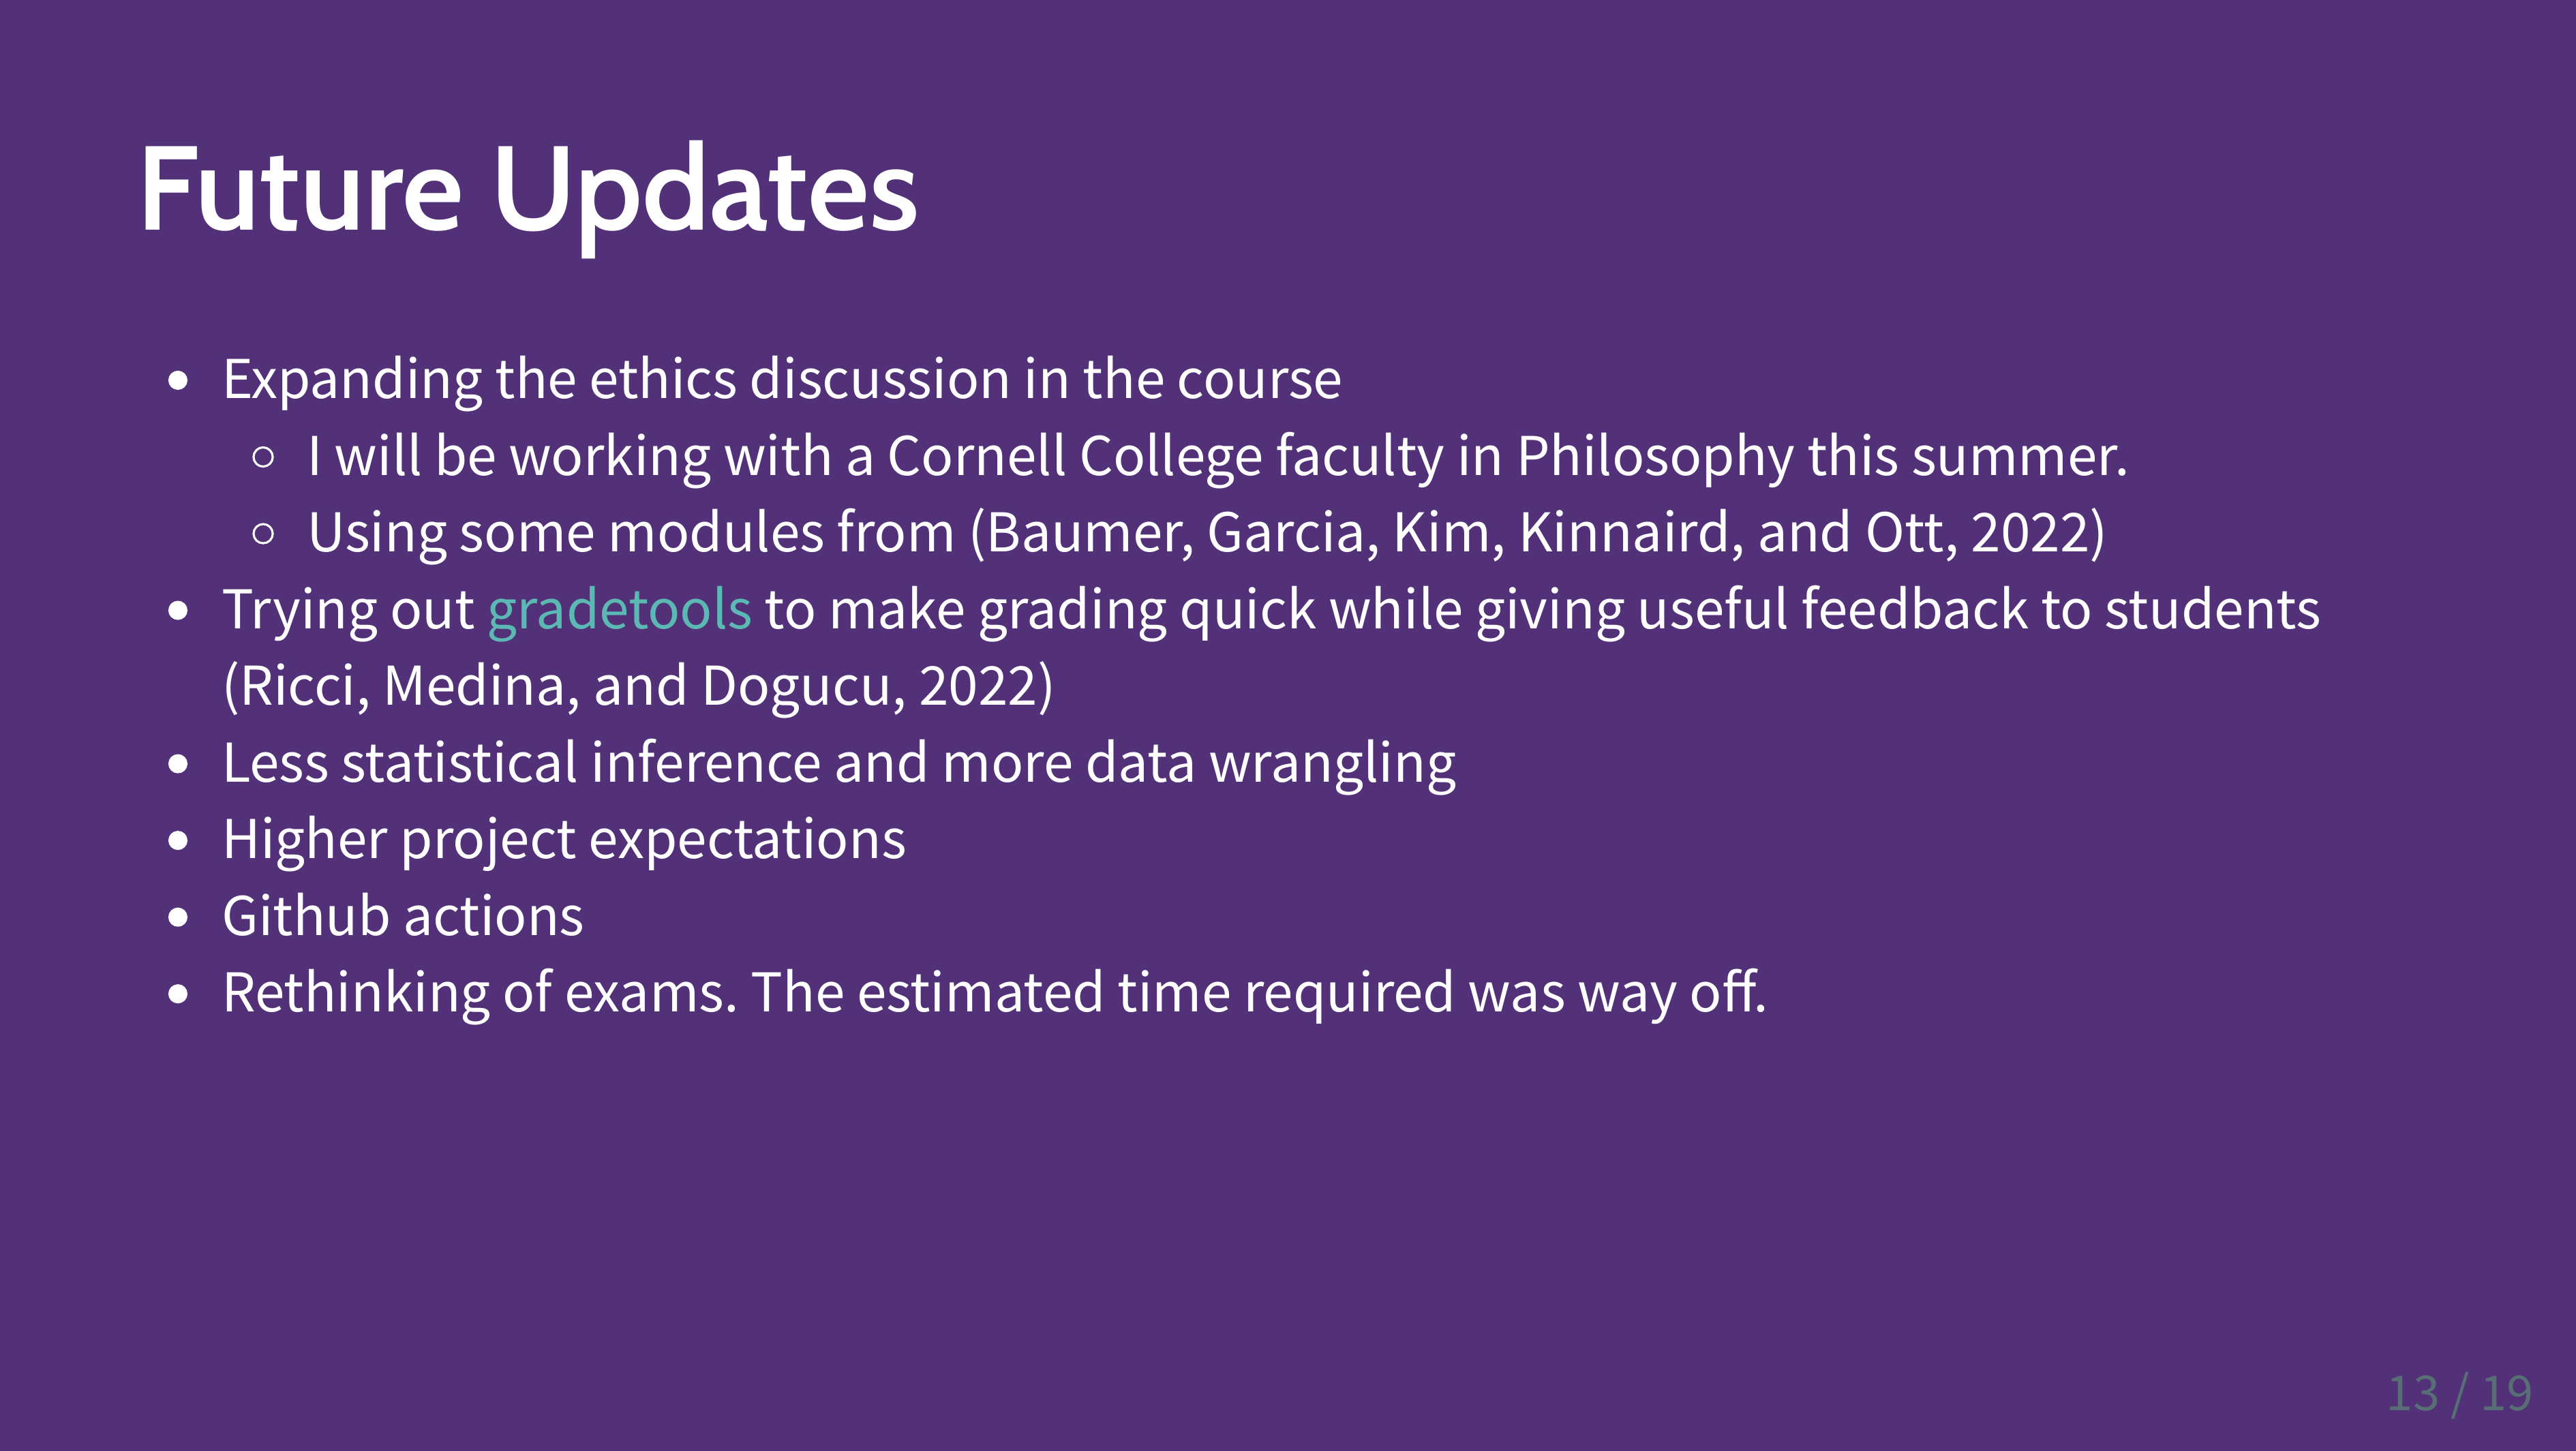 Future Updates
Expanding the ethics discussion in the course
I will be working with a Cornell College faculty in Philosophy this summer.
Using some modules from (Baumer, Garcia, Kim, Kinnaird, and Ott, 2022)
Trying out gradetools to make grading quick while giving useful feedback to students
(Ricci, Medina, and Dogucu, 2022)
Less statistical inference and more data wrangling
Higher project expectations
Github actions
Rethinking of exams. The estimated time required was way off.
13 / 19